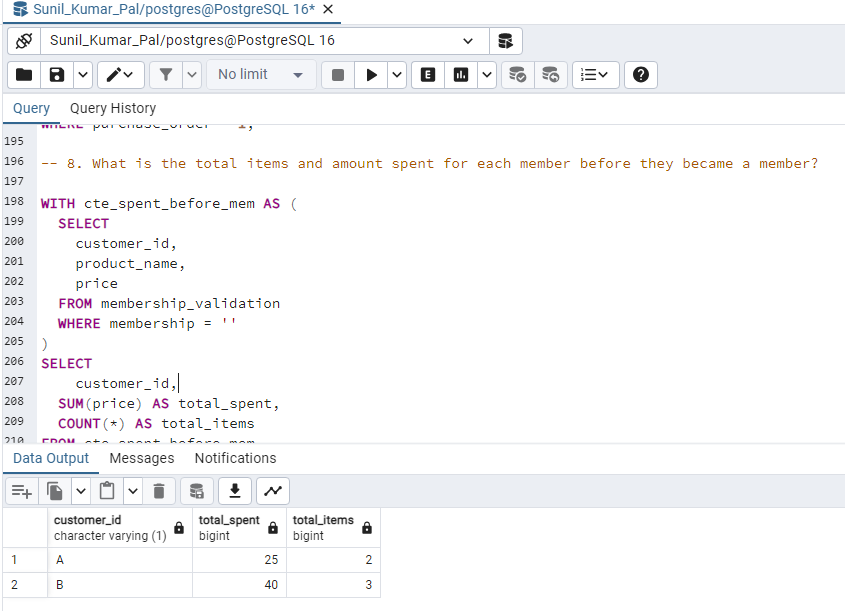 Sunil_Kumar_Pal/postgres@PostgreSQL 16*
Sunil_Kumar_Pal/postgres@PostgreSQL 16
No limit
E
Query Query History
WHERE purchase_order = 1;
195
196 -- 8. What is the total items and amount spent for each member before they became a member?
197
198 WITH cte_spent_before_mem AS (
199 SELECT
200 customer_id,
201 product_name,
202 price
203 FROM membership_validation
204 WHERE membership = ''
205 )
206 SELECT
207 customer_id,
208 SUM(price) AS total_spent,
209 COUNT(*) AS total_items
210 FROM cte_spent_before_mem
Data Output Messages Notifications
customer_id total_spent total_items
character varying (1) bigint bigint
1 A 25 2
2 B 40 3